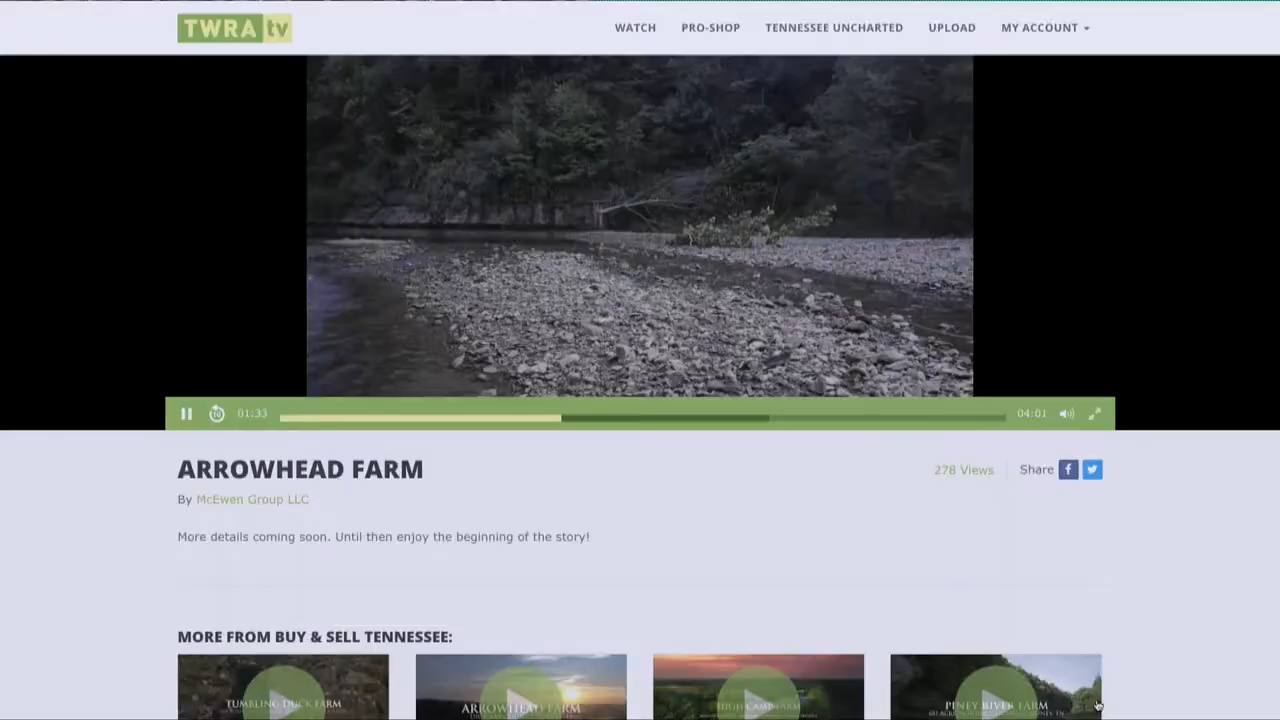 TWRA tv
WATCH PRO-SHOP TENNESSEE UNCHARTED UPLOAD MY ACCOUNT
10 01:33 04:01
ARROWHEAD FARM
278 Views Share f
By McEwen Group LLC
More details coming soon. Until then enjoy the beginning of the story!
MORE FROM BUY & SELL TENNESSEE:
TUMBLING DUCK FARM ARROWHEAD FARM HIGH CAMP FARM PINEY RIVER FARM